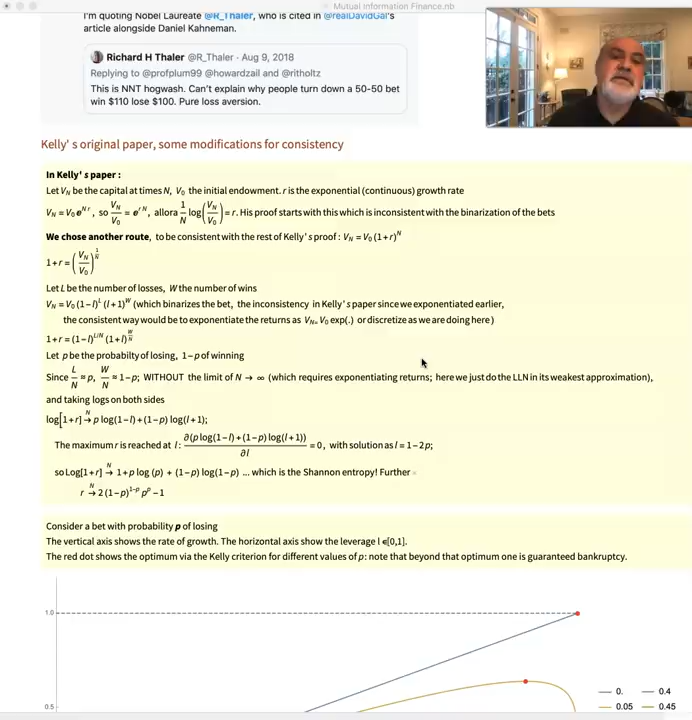 Mutual Information Finance.nb
I'm quoting Nobel Laureate @R_Thaler, who is cited in @realDavidGal's
article alongside Daniel Kahneman.
Richard H Thaler @R_Thaler · Aug 9, 2018
Replying to @profplum99 @howardzail and @ritholtz
This is NNT hogwash. Can't explain why people turn down a 50-50 bet
win $110 lose $100. Pure loss aversion.
Kelly' s original paper, some modifications for consistency
In Kelly' s paper :
Let V_N be the capital at times N, V_0 the initial endowment. r is the exponential (continuous) growth rate
V_N = V_0 e^{N r} , so V_N/V_0 = e^{r N}, allora 1/N log(V_N/V_0) = r. His proof starts with this which is inconsistent with the binarization of the bets
We chose another route, to be consistent with the rest of Kelly's proof : V_N = V_0 (1+r)^N
1+r = (V_N/V_0)^{1/N}
Let L be the number of losses, W the number of wins
V_N = V_0 (1-l)^L (l+1)^W (which binarizes the bet, the inconsistency in Kelly's paper since we exponentiated earlier,
the consistent way would be to exponentiate the returns as V_N= V_0 exp(.) or discretize as we are doing here )
1+r = (1-l)^{L/N} (1+l)^{W/N}
Let p be the probabilty of losing, 1-p of winning
Since L/N ≈ p, W/N ≈ 1-p; WITHOUT the limit of N → ∞ (which requires exponentiating returns; here we just do the LLN in its weakest approximation),
and taking logs on both sides
log[1+r] →^N p log(1-l)+(1-p) log(l+1);
The maximum r is reached at l : ∂(p log(1-l)+(1-p) log(l+1))/∂l = 0, with solution as l = 1-2p;
so Log[1+r] →^N 1+p log (p) + (1-p) log(1-p) ... which is the Shannon entropy! Further
r →^N 2 (1-p)^{1-p} p^p -1
Consider a bet with probability p of losing
The vertical axis shows the rate of growth. The horizontal axis show the leverage l ∈[0,1].
The red dot shows the optimum via the Kelly criterion for different values of p : note that beyond that optimum one is guaranteed bankruptcy.
1.0
0.5
0. 0.4
0.05 0.45